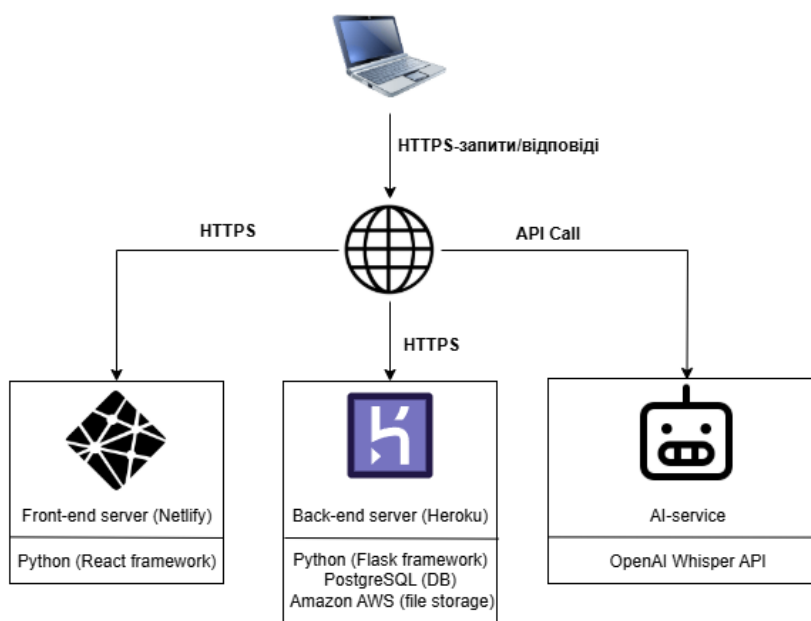 HTTPS-запити/відповіді
HTTPS
API Call
HTTPS
Front-end server (Netlify)
Python (React framework)
Back-end server (Heroku)
Python (Flask framework)
PostgreSQL (DB)
Amazon AWS (file storage)
AI-service
OpenAI Whisper API